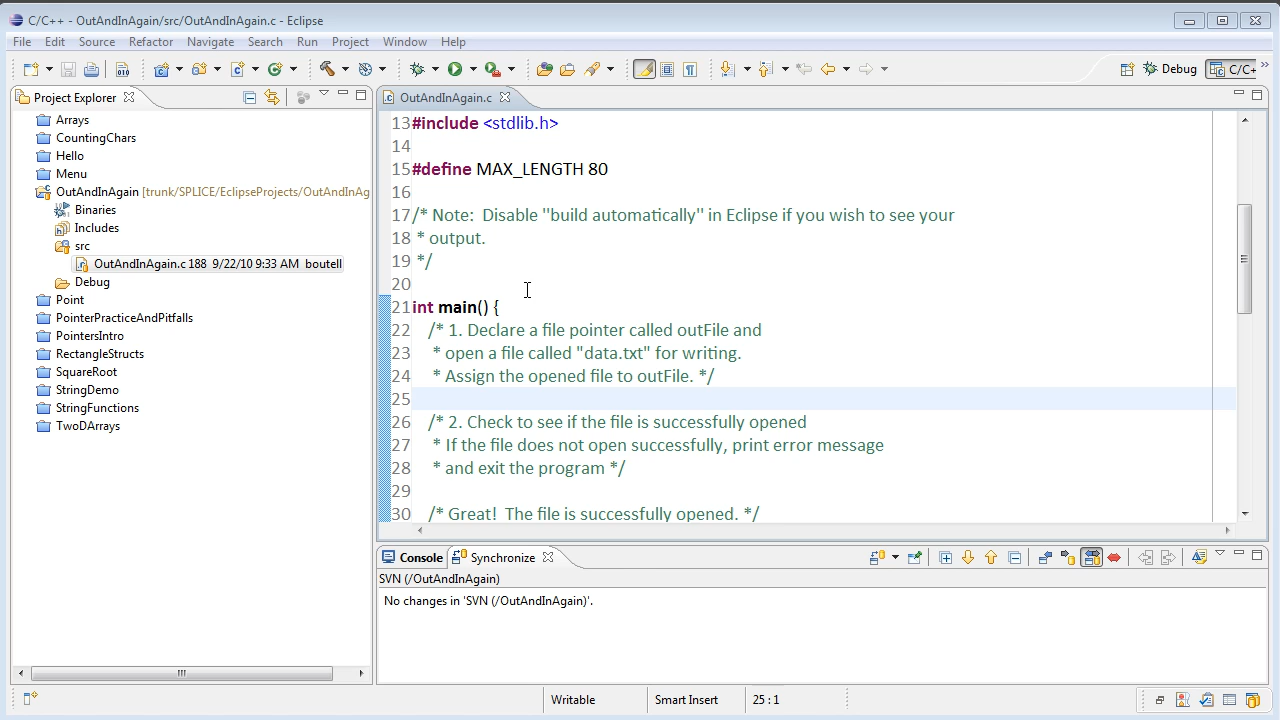 C/C++ - OutAndInAgain/src/OutAndInAgain.c - Eclipse
File Edit Source Refactor Navigate Search Run Project Window Help
Debug C/C+
Project Explorer
Arrays
CountingChars
Hello
Menu
OutAndInAgain [trunk/SPLICE/EclipseProjects/OutAndInAg
Binaries
Includes
src
OutAndInAgain.c 188 9/22/10 9:33 AM boutell
Debug
Point
PointerPracticeAndPitfalls
PointersIntro
RectangleStructs
SquareRoot
StringDemo
StringFunctions
TwoDArrays
OutAndInAgain.c
13 #include <stdlib.h>
14
15 #define MAX_LENGTH 80
16
17 /* Note: Disable "build automatically" in Eclipse if you wish to see your
18 * output.
19 */
20
21 int main() {
22 /* 1. Declare a file pointer called outFile and
23 * open a file called "data.txt" for writing.
24 * Assign the opened file to outFile. */
25
26 /* 2. Check to see if the file is successfully opened
27 * If the file does not open successfully, print error message
28 * and exit the program */
29
30 /* Great! The file is successfully opened. */
Console Synchronize
SVN (/OutAndInAgain)
No changes in 'SVN (/OutAndInAgain)'.
Writable Smart Insert 25 : 1